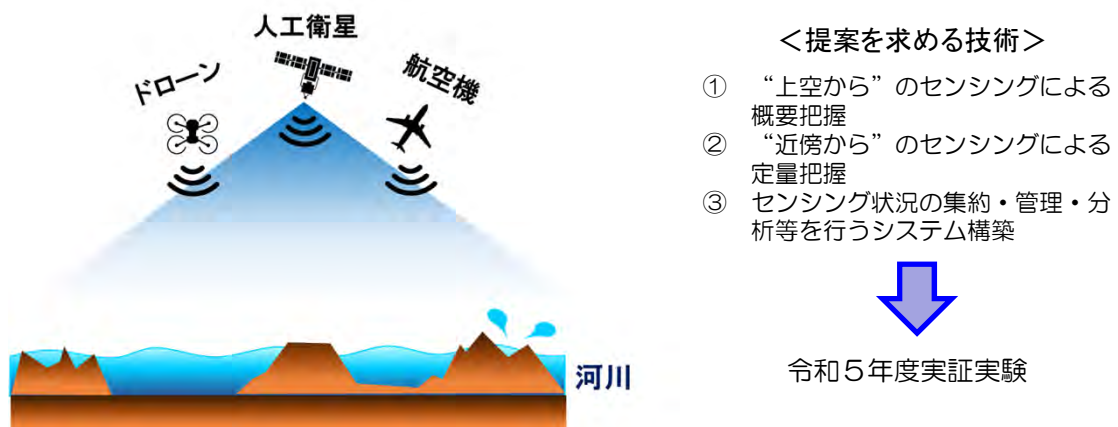 人工衛星
ドローン
航空機
河川
＜提案を求める技術＞
① “上空から”のセンシングによる
概要把握
② “近傍から”のセンシングによる
定量把握
③ センシング状況の集約・管理・分
析等を行うシステム構築
令和５年度実証実験